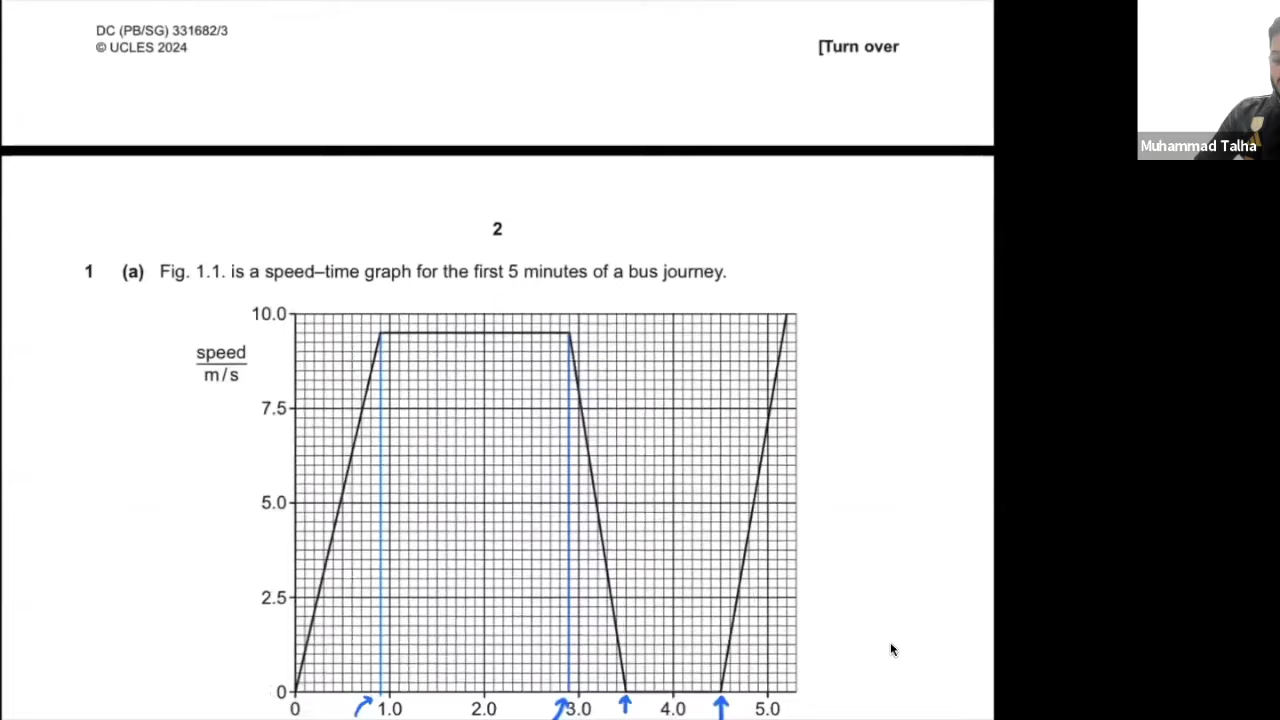 DC (PB/SG) 331682/3
© UCLES 2024
[Turn over
Muhammad Talha
2
1 (a) Fig. 1.1. is a speed–time graph for the first 5 minutes of a bus journey.
10.0
speed
m/s
7.5
5.0
2.5
0
0 1.0 2.0 3.0 4.0 5.0